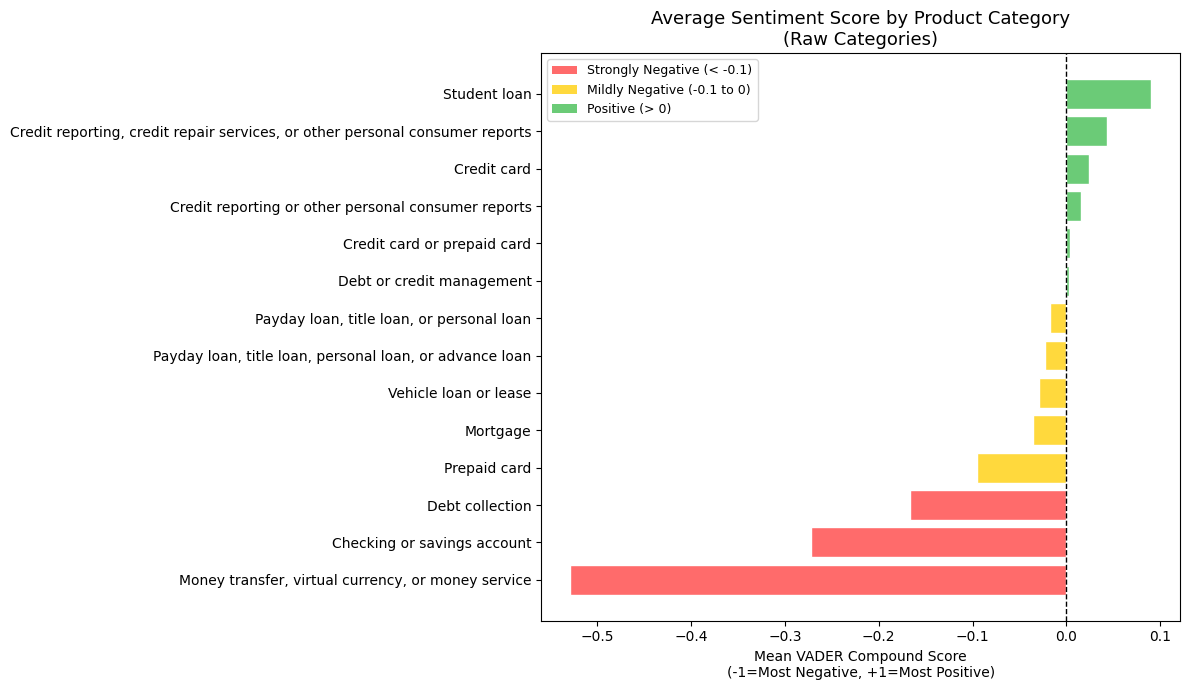 Average Sentiment Score by Product Category
(Raw Categories)
Strongly Negative (< -0.1)
Mildly Negative (-0.1 to 0)
Positive (> 0)
Student loan
Credit reporting, credit repair services, or other personal consumer reports
Credit card
Credit reporting or other personal consumer reports
Credit card or prepaid card
Debt or credit management
Payday loan, title loan, or personal loan
Payday loan, title loan, personal loan, or advance loan
Vehicle loan or lease
Mortgage
Prepaid card
Debt collection
Checking or savings account
Money transfer, virtual currency, or money service
−0.5 −0.4 −0.3 −0.2 −0.1 0.0 0.1
Mean VADER Compound Score
(-1=Most Negative, +1=Most Positive)